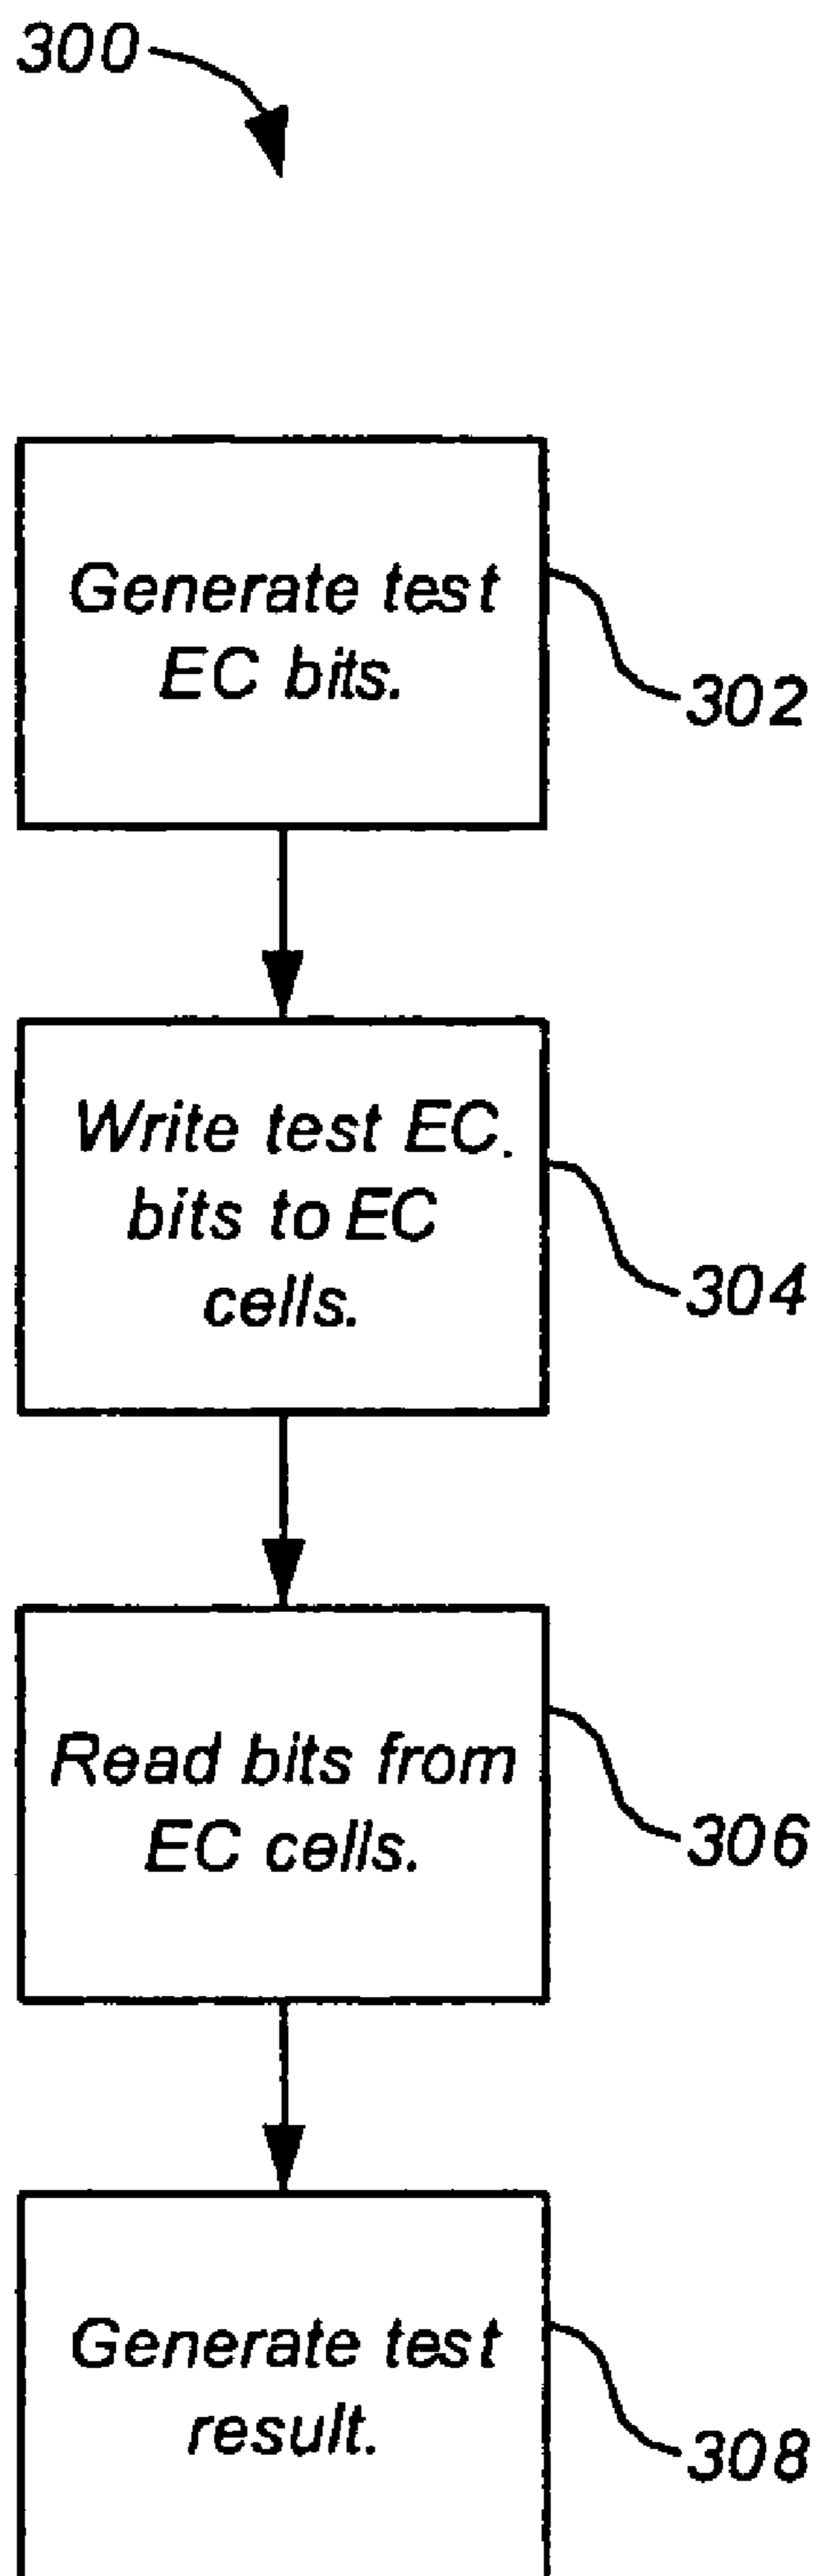 300
Generate test
EC bits.
302
Write test EC.
bits to EC
cells.
304
Read bits from
EC cells.
306
Generate test
result.
308